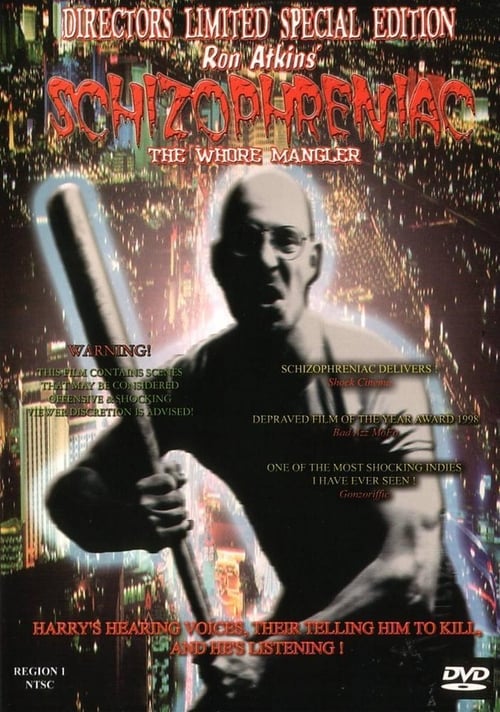 DIRECTORS LIMITED SPECIAL EDITION
Ron Atkins'
SCHIZOPHRENIAC
THE WHORE MANGLER
WARNING!
THIS FILM CONTAINS SCENES
THAT MAY BE CONSIDERED
OFFENSIVE & SHOCKING
VIEWER DISCRETION IS ADVISED!
SCHIZOPHRENIAC DELIVERS !
Shock Cinema
DEPRAVED FILM OF THE YEAR AWARD 1998
Bad Azz MoFo
ONE OF THE MOST SHOCKING INDIES
I HAVE EVER SEEN !
Gonzoriffic
HARRY'S HEARING VOICES, THEIR TELLING HIM TO KILL,
AND HE'S LISTENING !
REGION 1
NTSC
DVD